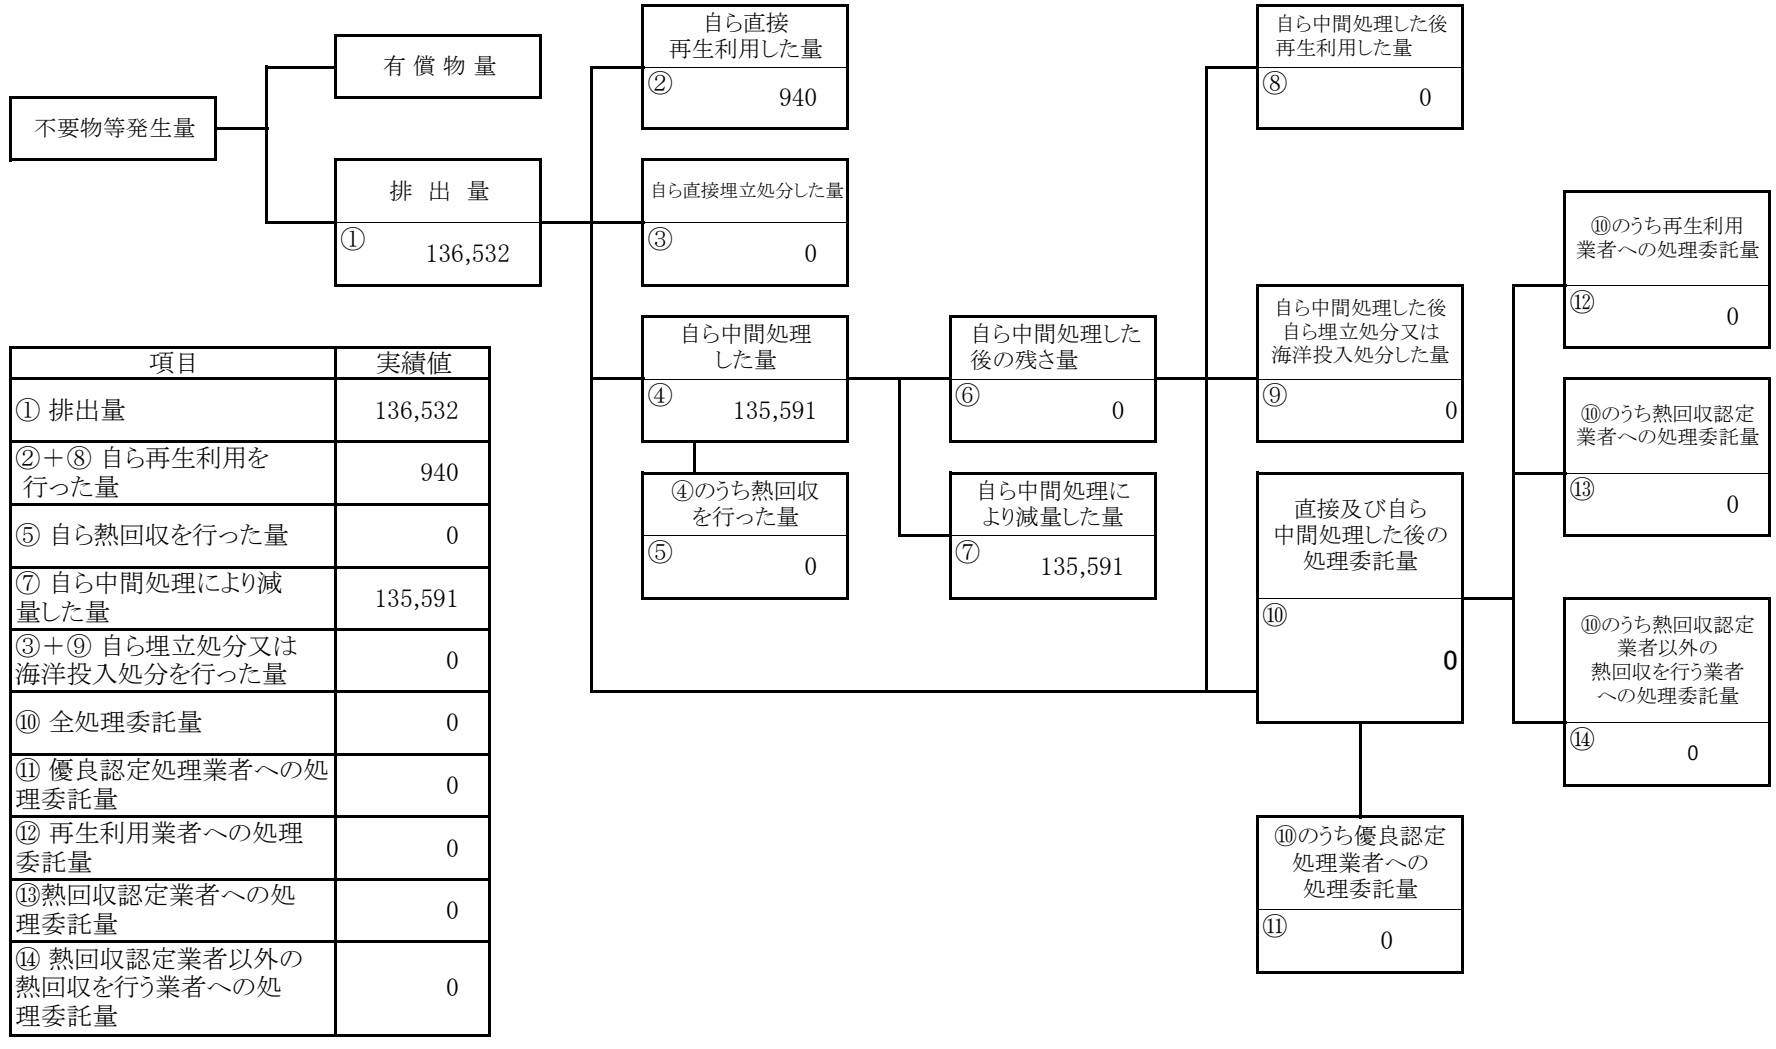 自ら直接
再生利用した量
②
940
自ら中間処理した後
再生利用した量
⑧
0
有 償 物 量
不要物等発生量
排 出 量
①
136,532
自ら直接埋立処分した量
③
0
⑩のうち再生利用
業者への処理委託量
⑫
0
自ら中間処理
した量
④
135,591
自ら中間処理した
後の残さ量
⑥
0
自ら中間処理した後
自ら埋立処分又は
海洋投入処分した量
⑨
0
⑩のうち熱回収認定
業者への処理委託量
⑬
0
④のうち熱回収
を行った量
⑤
0
自ら中間処理に
より減量した量
⑦
135,591
直接及び自ら
中間処理した後の
処理委託量
⑩
0
⑩のうち熱回収認定
業者以外の
熱回収を行う業者
への処理委託量
⑭
0
⑩のうち優良認定
処理業者への
処理委託量
⑪
0
項目 実績値
① 排出量 136,532
②＋⑧ 自ら再生利用を
行った量 940
⑤ 自ら熱回収を行った量 0
⑦ 自ら中間処理により減
量した量 135,591
③＋⑨ 自ら埋立処分又は
海洋投入処分を行った量 0
⑩ 全処理委託量 0
⑪ 優良認定処理業者への処
理委託量 0
⑫ 再生利用業者への処理
委託量 0
⑬熱回収認定業者への処
理委託量 0
⑭ 熱回収認定業者以外の
熱回収を行う業者への処 0
理委託量